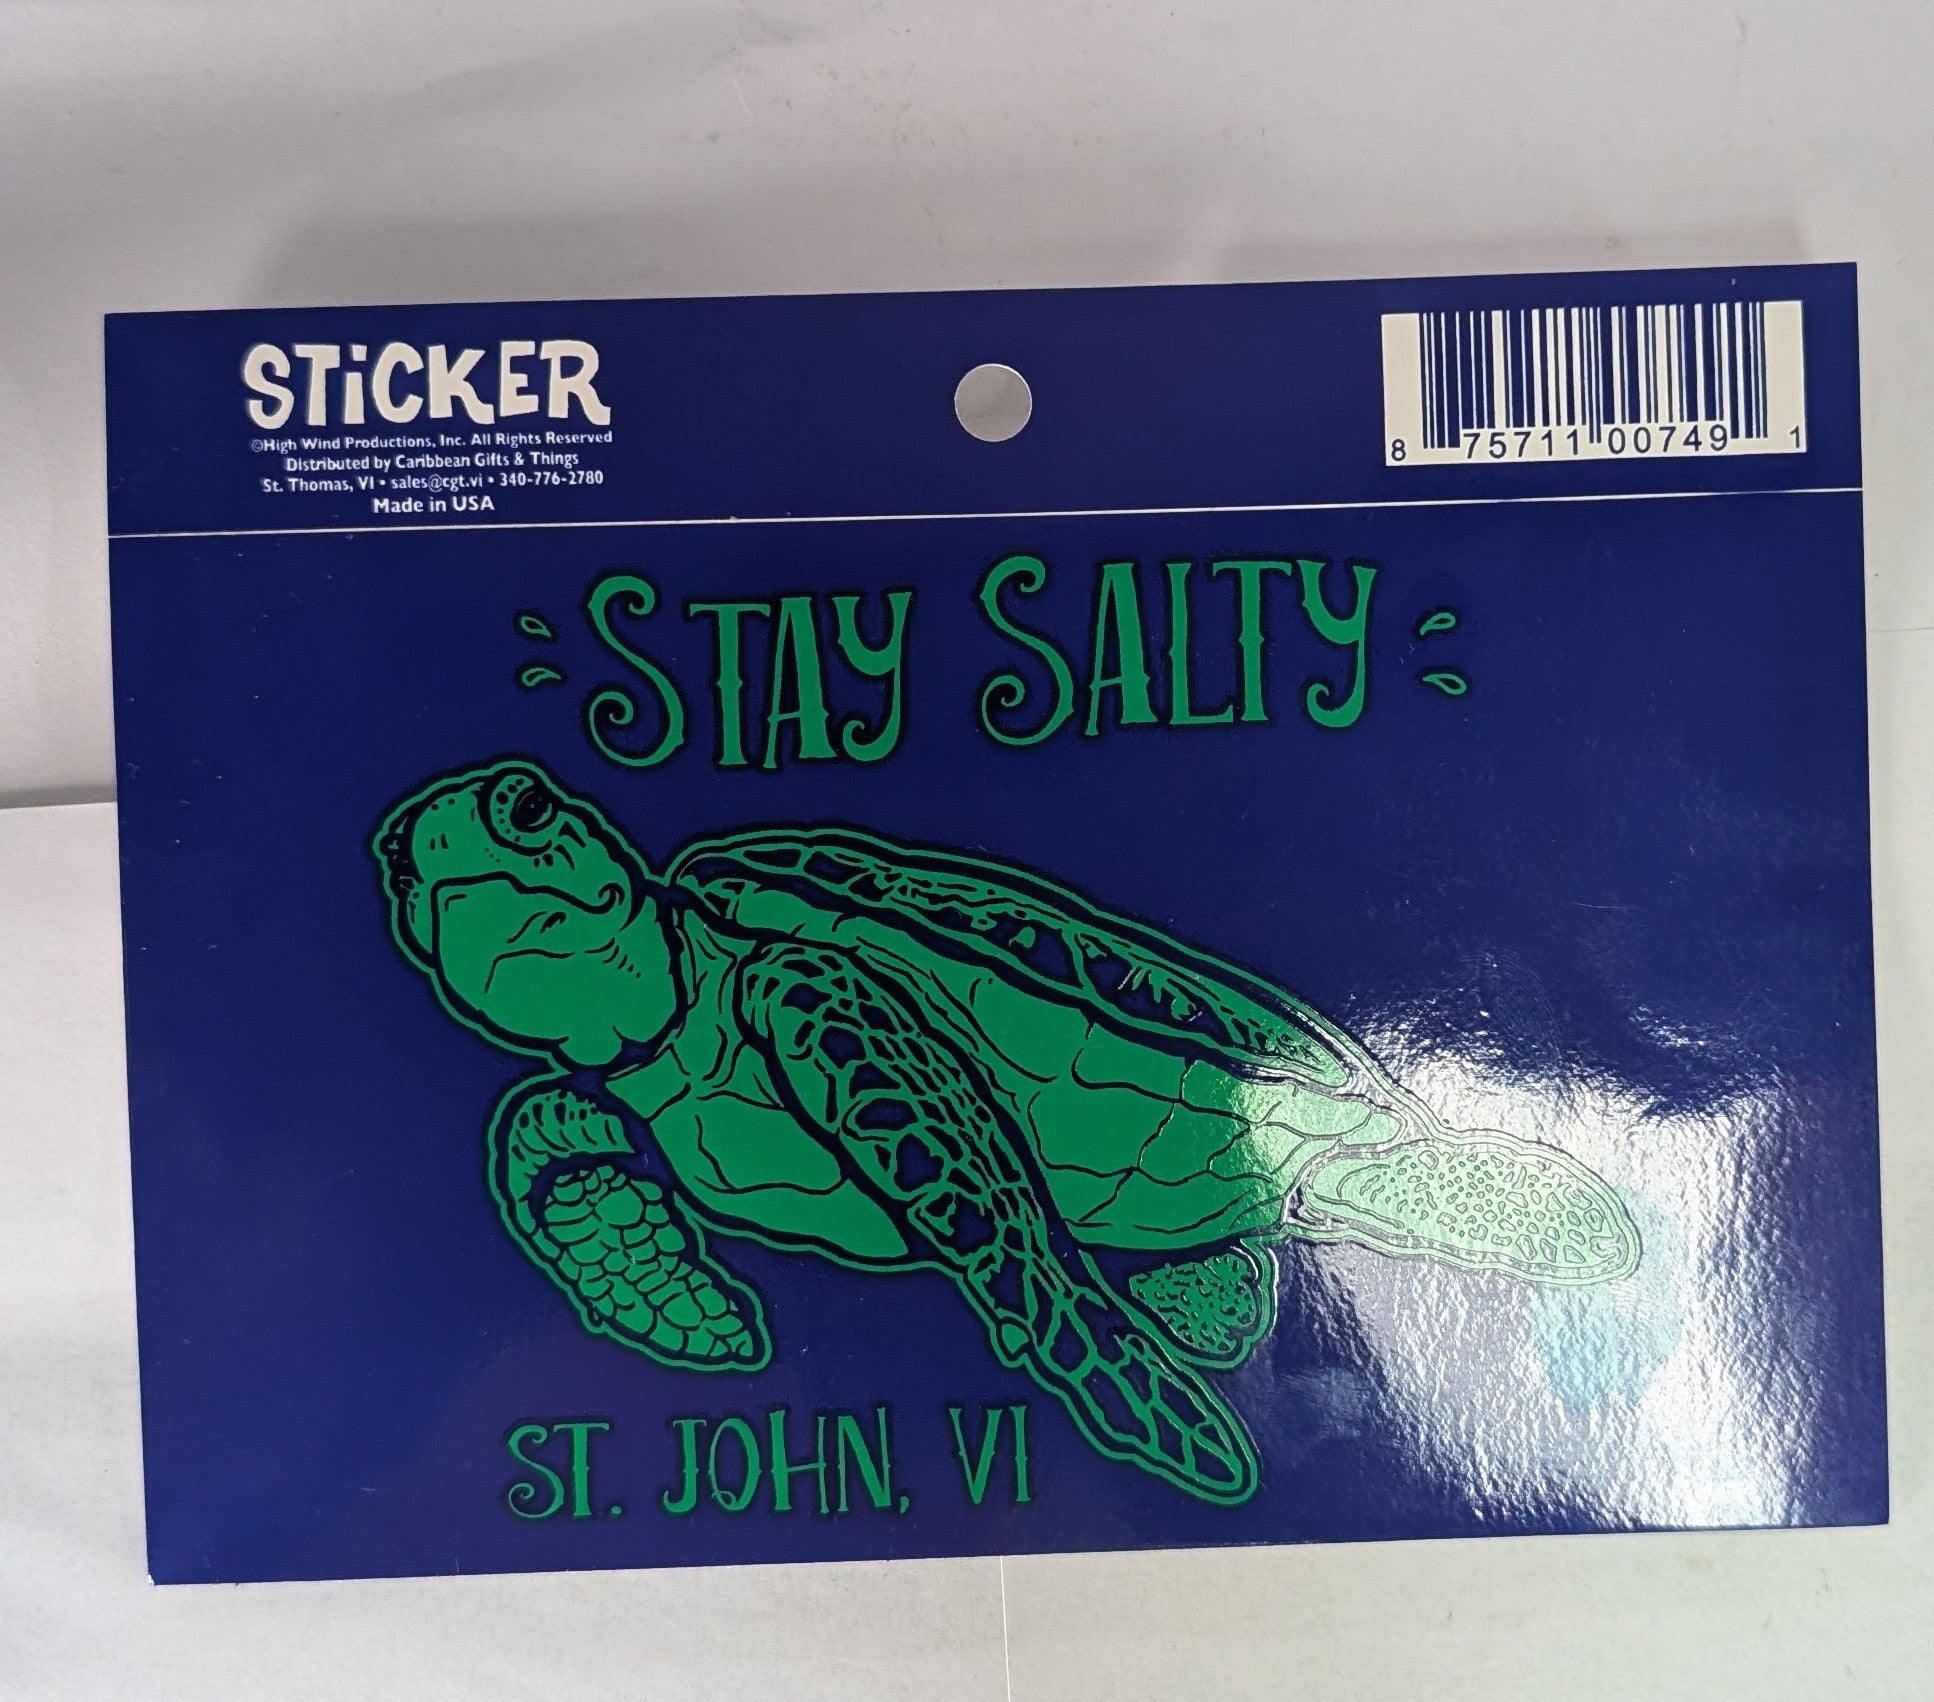 STiCKER
©High Wind Productions, Inc. All Rights Reserved
Distributed by Caribbean Gifts & Things
St. Thomas, VI • sales@cgt.vi • 340-776-2780
Made in USA
8 75711 00749 1
STAY SALTY
ST. JOHN, VI